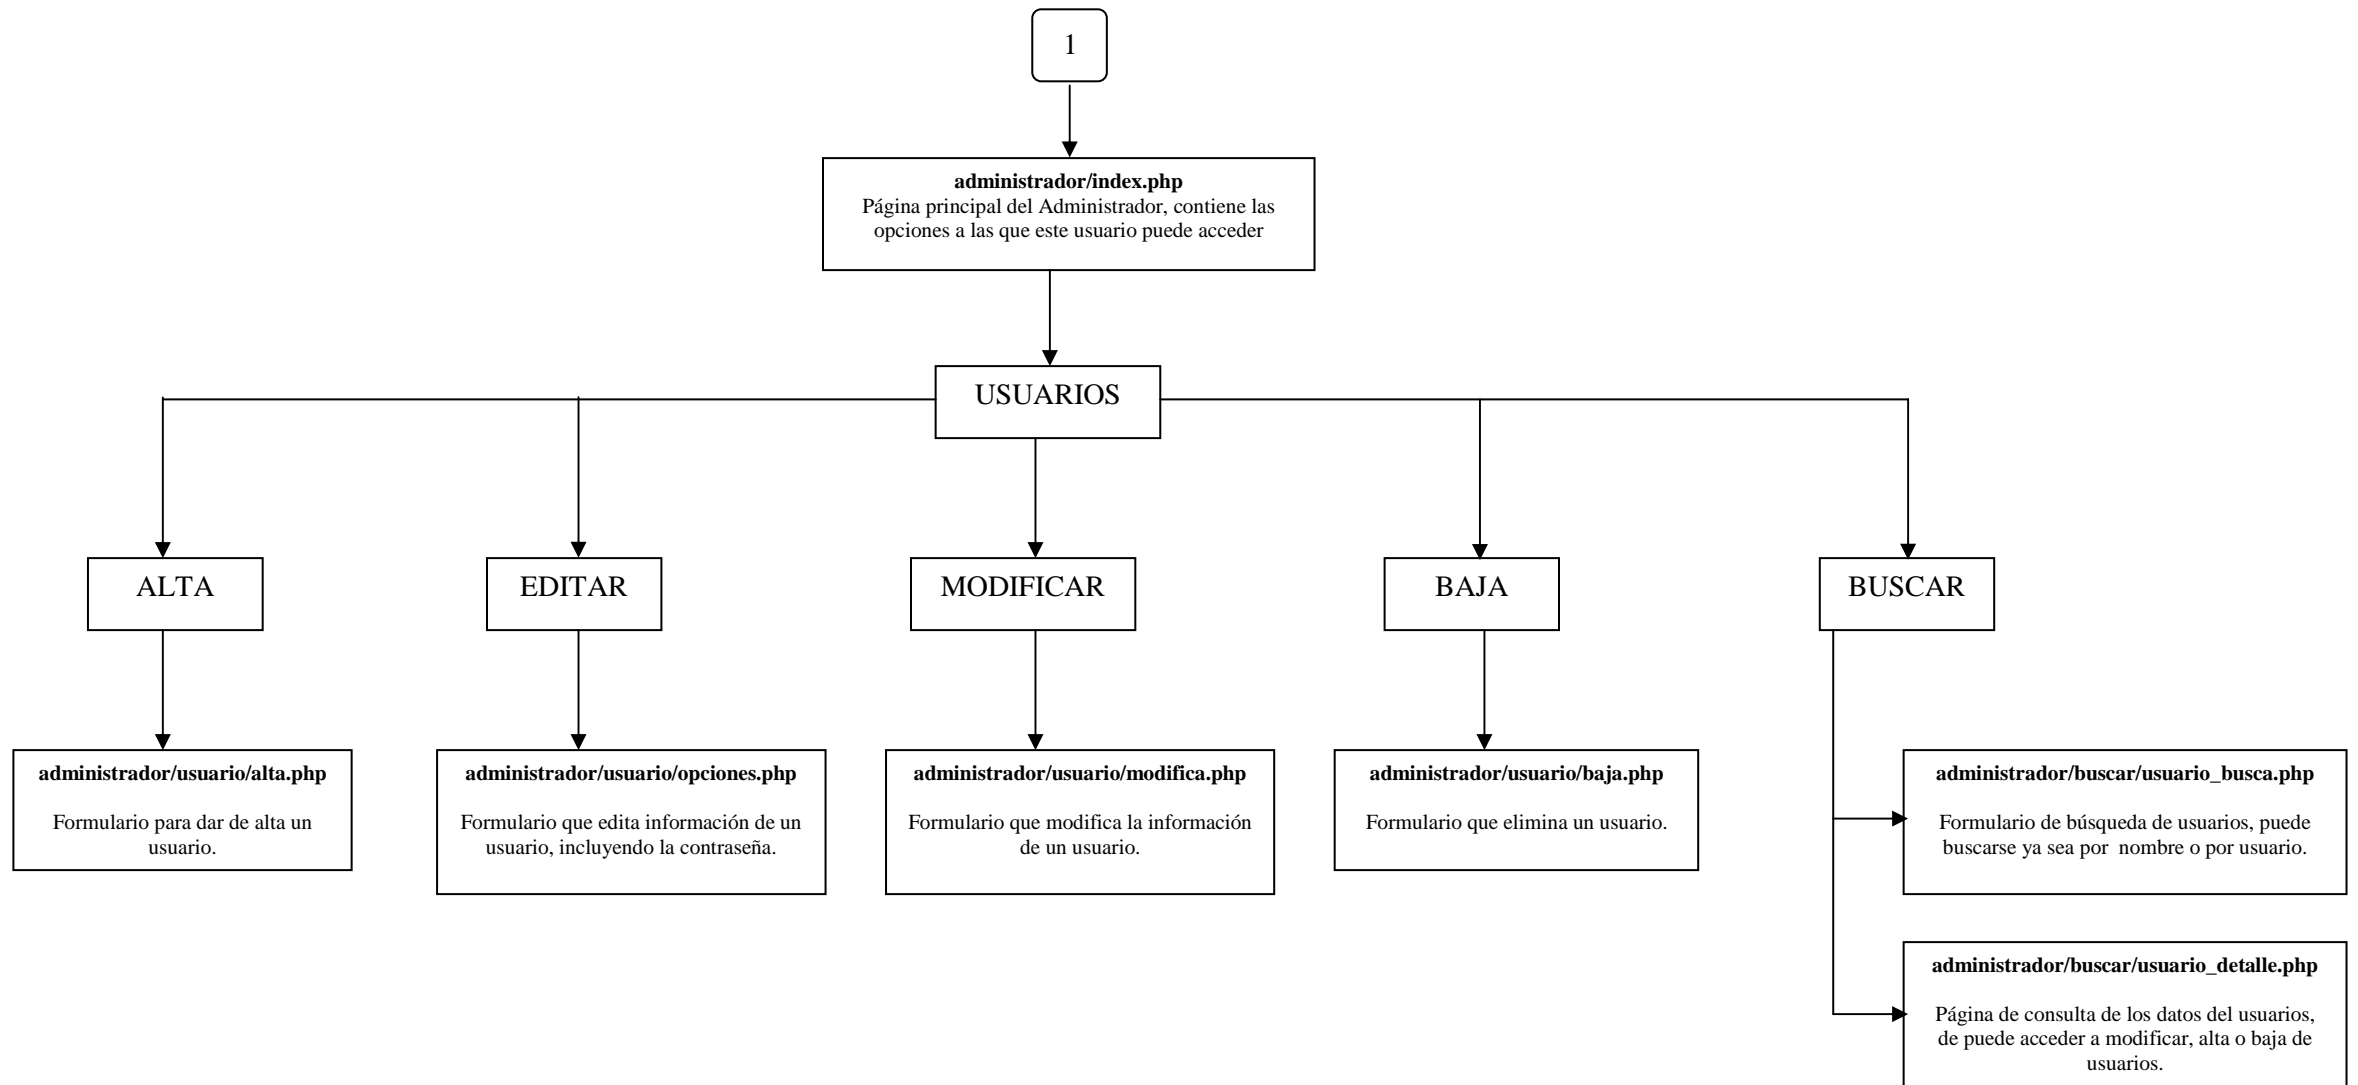 1
administrador/index.php
Página principal del Administrador, contiene las
opciones a las que este usuario puede acceder
USUARIOS
ALTA
EDITAR
MODIFICAR
BAJA
BUSCAR
administrador/usuario/alta.php
Formulario para dar de alta un
usuario.
administrador/usuario/opciones.php
Formulario que edita información de un
usuario, incluyendo la contraseña.
administrador/usuario/modifica.php
Formulario que modifica la información
de un usuario.
administrador/usuario/baja.php
Formulario que elimina un usuario.
administrador/buscar/usuario_busca.php
Formulario de búsqueda de usuarios, puede
buscarse ya sea por  nombre o por usuario.
administrador/buscar/usuario_detalle.php
Página de consulta de los datos del usuarios,
de puede acceder a modificar, alta o baja de
usuarios.